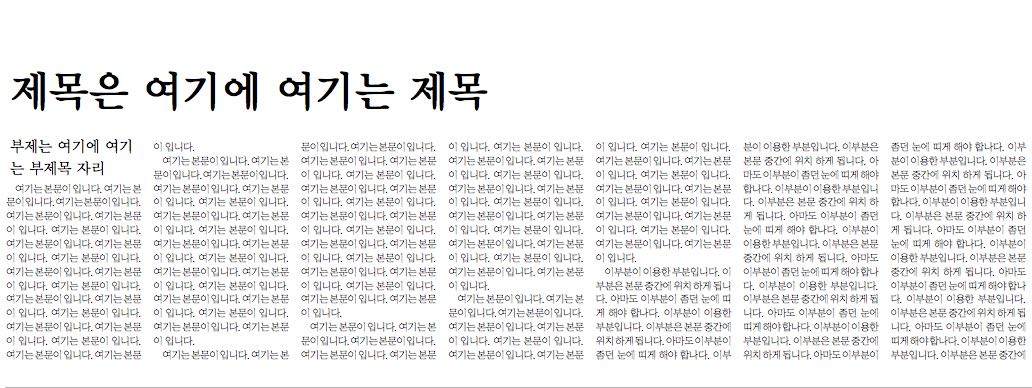 제목은 여기에 여기는 제목
부제는 여기에 여기
는 부제목 자리
여기는 본문이 입니다. 여기는 본
문이 입니다. 여기는 본문이 입니다.
여기는 본문이 입니다. 여기는 본문
이 입니다. 여기는 본문이 입니다.
여기는 본문이 입니다. 여기는 본문
이 입니다. 여기는 본문이 입니다.
여기는 본문이 입니다. 여기는 본문
이 입니다. 여기는 본문이 입니다.
여기는 본문이 입니다. 여기는 본문
이 입니다. 여기는 본문이 입니다.
여기는 본문이 입니다. 여기는 본문
이 입니다. 여기는 본문이 입니다.
여기는 본문이 입니다. 여기는 본문
이 입니다.
여기는 본문이 입니다. 여기는 본
문이 입니다. 여기는 본문이 입니다.
여기는 본문이 입니다. 여기는 본문
이 입니다. 여기는 본문이 입니다.
여기는 본문이 입니다. 여기는 본문
이 입니다. 여기는 본문이 입니다.
여기는 본문이 입니다. 여기는 본문
이 입니다. 여기는 본문이 입니다.
여기는 본문이 입니다. 여기는 본문
이 입니다. 여기는 본문이 입니다.
여기는 본문이 입니다. 여기는 본문
이 입니다. 여기는 본문이 입니다.
여기는 본문이 입니다. 여기는 본문
이 입니다.
여기는 본문이 입니다. 여기는 본
문이 입니다. 여기는 본문이 입니다.
여기는 본문이 입니다. 여기는 본문
이 입니다. 여기는 본문이 입니다.
여기는 본문이 입니다. 여기는 본문
이 입니다. 여기는 본문이 입니다.
여기는 본문이 입니다. 여기는 본문
이 입니다. 여기는 본문이 입니다.
여기는 본문이 입니다. 여기는 본문
이 입니다. 여기는 본문이 입니다.
여기는 본문이 입니다. 여기는 본문
이 입니다. 여기는 본문이 입니다.
여기는 본문이 입니다. 여기는 본문
이 입니다.
여기는 본문이 입니다. 여기는 본
문이 입니다. 여기는 본문이 입니다.
여기는 본문이 입니다. 여기는 본문
이 입니다. 여기는 본문이 입니다.
여기는 본문이 입니다. 여기는 본문
이 입니다. 여기는 본문이 입니다.
여기는 본문이 입니다. 여기는 본문
이 입니다. 여기는 본문이 입니다.
여기는 본문이 입니다. 여기는 본문
이 입니다. 여기는 본문이 입니다.
여기는 본문이 입니다. 여기는 본문
이 입니다. 여기는 본문이 입니다.
여기는 본문이 입니다. 여기는 본문
이 입니다.
여기는 본문이 입니다. 여기는 본
문이 입니다. 여기는 본문이 입니다.
여기는 본문이 입니다. 여기는 본문
이 입니다. 여기는 본문이 입니다.
여기는 본문이 입니다. 여기는 본문
이 입니다. 여기는 본문이 입니다.
여기는 본문이 입니다. 여기는 본문
이 입니다. 여기는 본문이 입니다.
여기는 본문이 입니다. 여기는 본문
이 입니다. 여기는 본문이 입니다.
여기는 본문이 입니다. 여기는 본문
이 입니다. 여기는 본문이 입니다.
여기는 본문이 입니다. 여기는 본문
이 입니다.
이부분이 이용한 부분입니다. 이
부분은 본문 중간에 위치 하게 됩니
다. 아마도 이부분이 좀던 눈에 띠
게 해야 합나다. 이부분이 이용한
부분입니다. 이부분은 본문 중간에
위치 하게 됩니다. 아마도 이부분이
좀던 눈에 띠게 해야 합나다. 이부
분이 이용한 부분입니다. 이부분은
본문 중간에 위치 하게 됩니다. 아
마도 이부분이 좀던 눈에 띠게 해야
합나다. 이부분이 이용한 부분입니
다. 이부분은 본문 중간에 위치 하
게 됩니다. 아마도 이부분이 좀던
눈에 띠게 해야 합나다. 이부분이
이용한 부분입니다. 이부분은 본문
중간에 위치 하게 됩니다. 아마도
이부분이 좀던 눈에 띠게 해야 합나
다. 이부분이 이용한 부분입니다.
이부분은 본문 중간에 위치 하게 됩
니다. 아마도 이부분이 좀던 눈에
띠게 해야 합나다. 이부분이 이용한
부분입니다. 이부분은 본문 중간에
위치 하게 됩니다. 아마도 이부분이
좀던 눈에 띠게 해야 합나다. 이부
분이 이용한 부분입니다. 이부분은
본문 중간에 위치 하게 됩니다. 아
마도 이부분이 좀던 눈에 띠게 해야
합나다. 이부분이 이용한 부분입니
다. 이부분은 본문 중간에 위치 하
게 됩니다. 아마도 이부분이 좀던
눈에 띠게 해야 합나다. 이부분이
이용한 부분입니다. 이부분은 본문
중간에 위치 하게 됩니다. 아마도
이부분이 좀던 눈에 띠게 해야 합나
다. 이부분이 이용한 부분입니다.
이부분은 본문 중간에 위치 하게 됩
니다. 아마도 이부분이 좀던 눈에
띠게 해야 합나다. 이부분이 이용한
부분입니다. 이부분은 본문 중간에